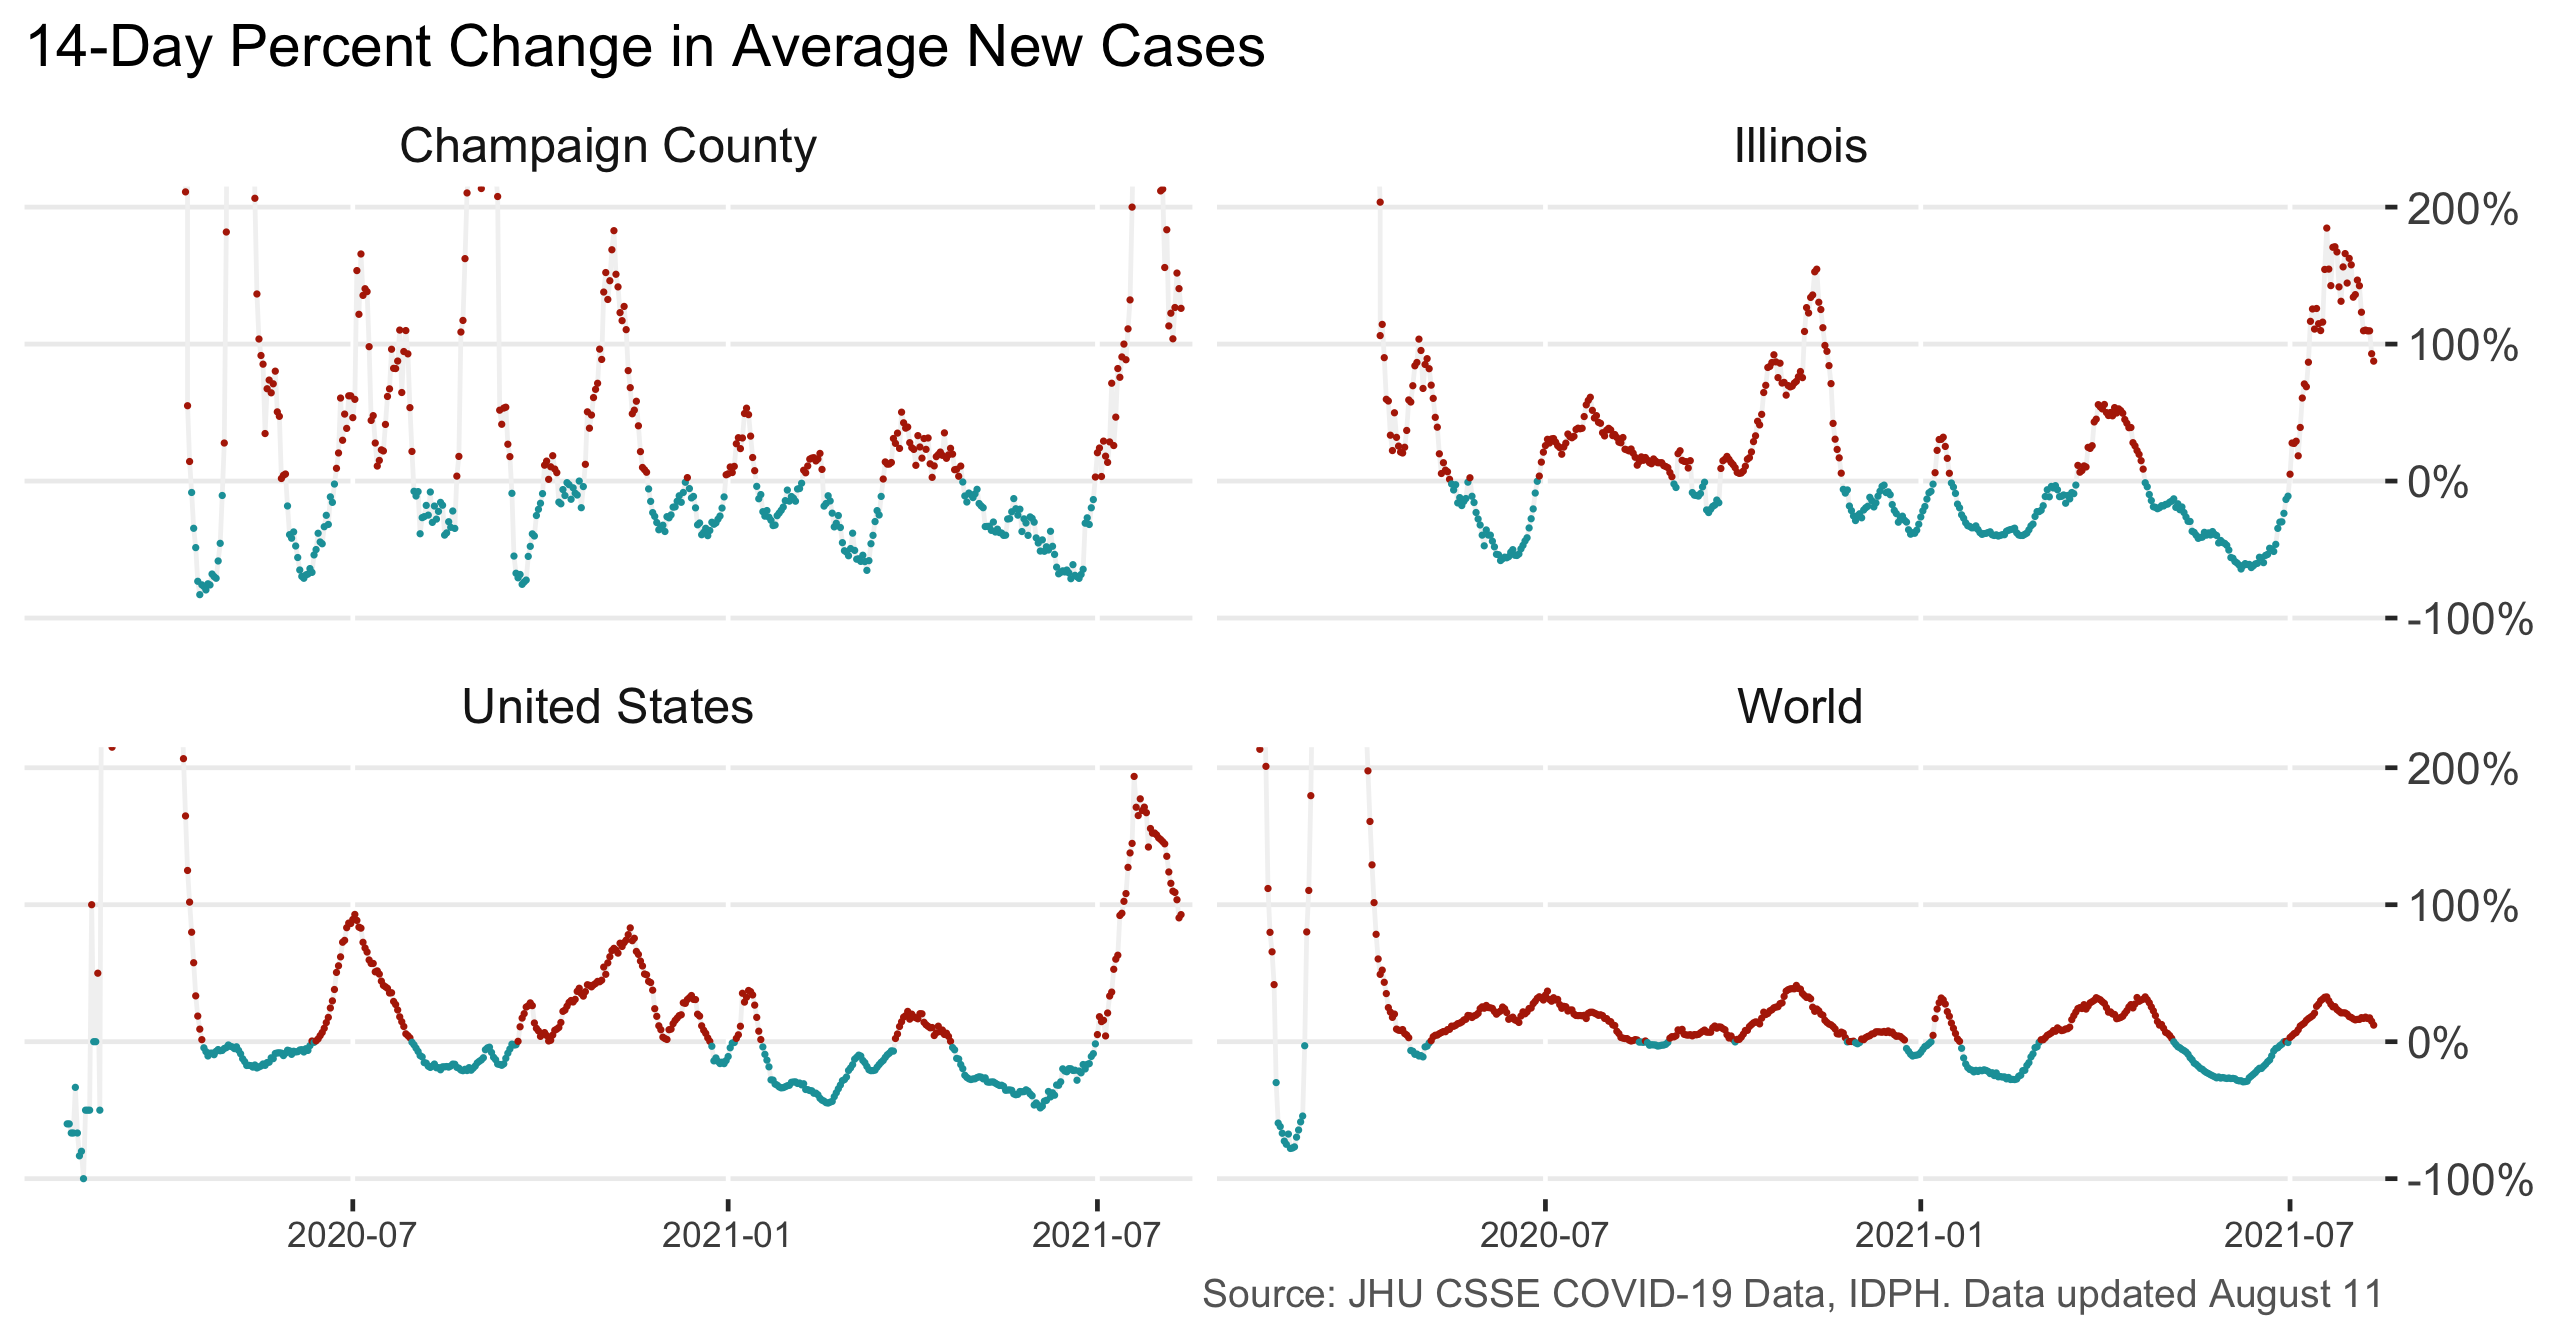 14-Day Percent Change in Average New Cases
Champaign County
Illinois
200%
100%
0%
-100%
United States
World
200%
100%
0%
-100%
2020-07
2021-01
2021-07
2020-07
2021-01
2021-07
Source: JHU CSSE COVID-19 Data, IDPH. Data updated August 11